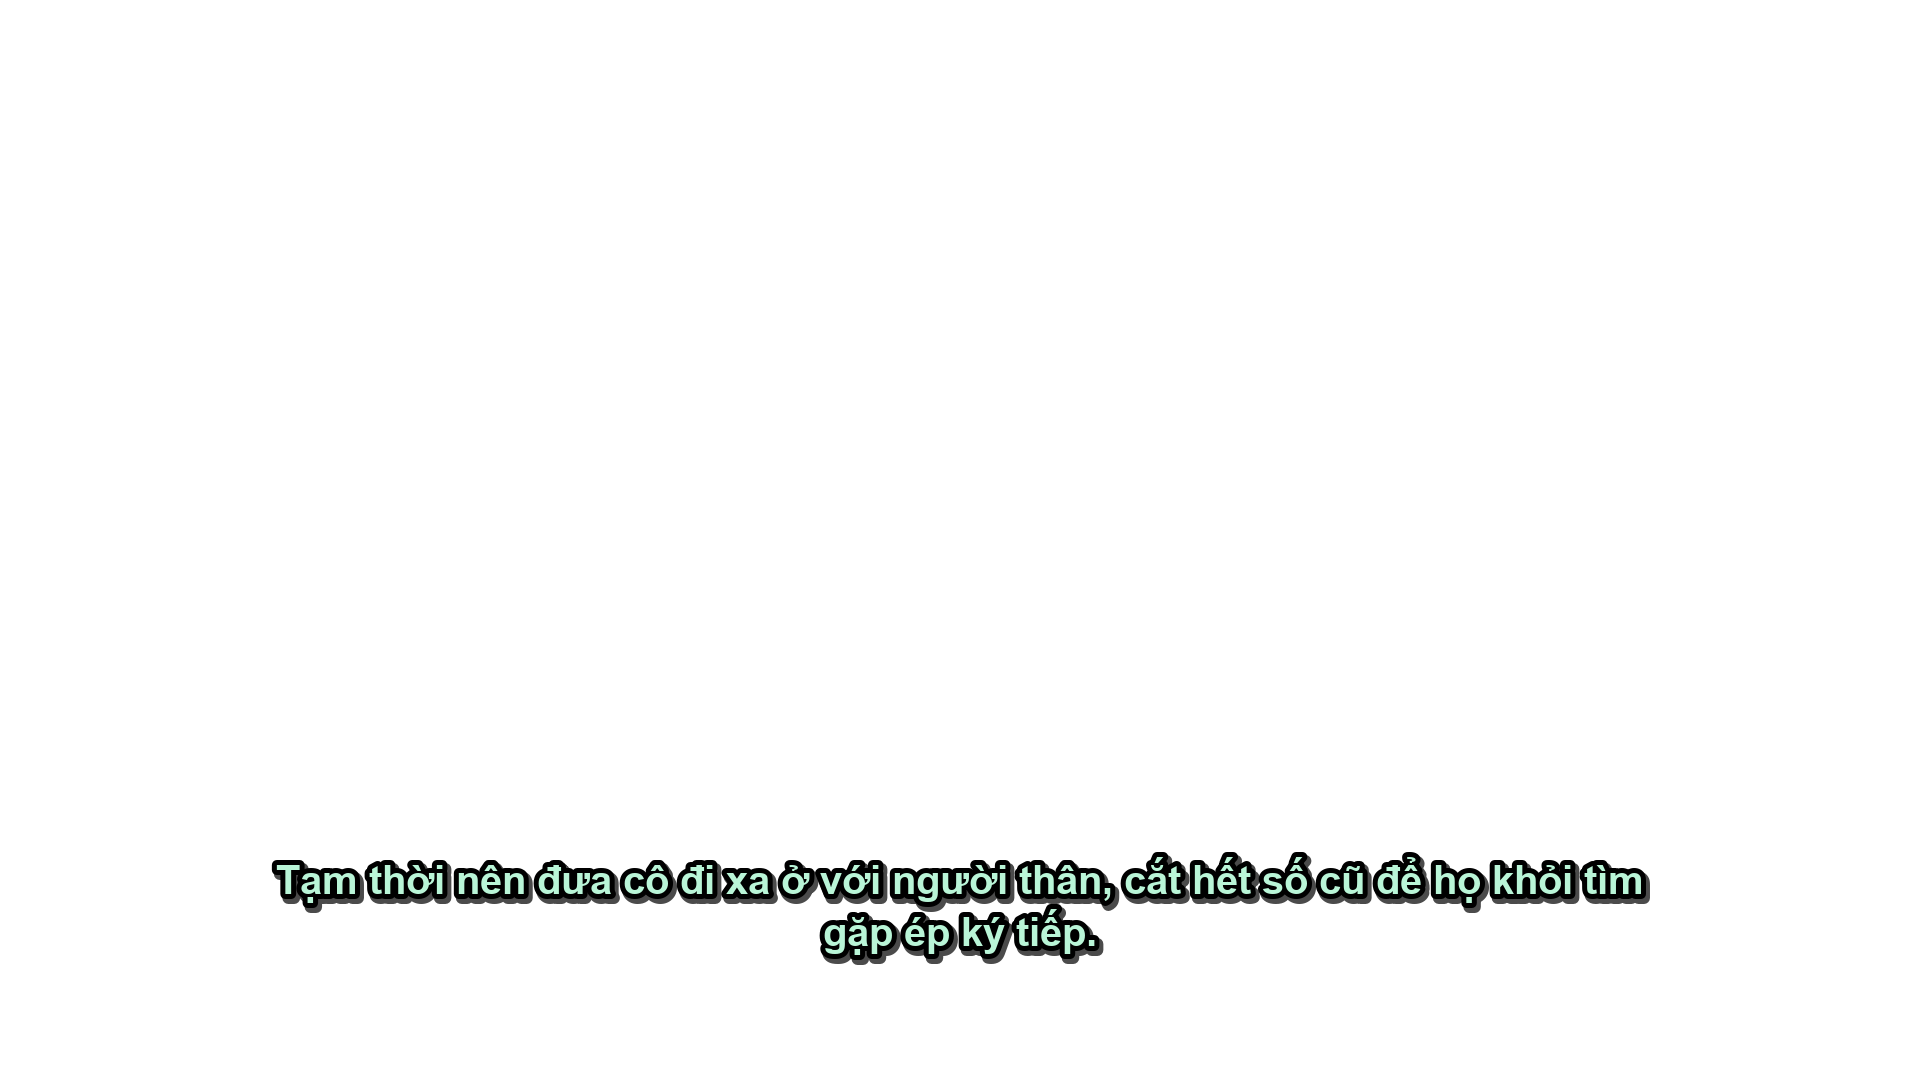 Tạm thời nên đưa cô đi xa ở với người thân, cắt hết số cũ để họ khỏi tìm
gặp ép ký tiếp.